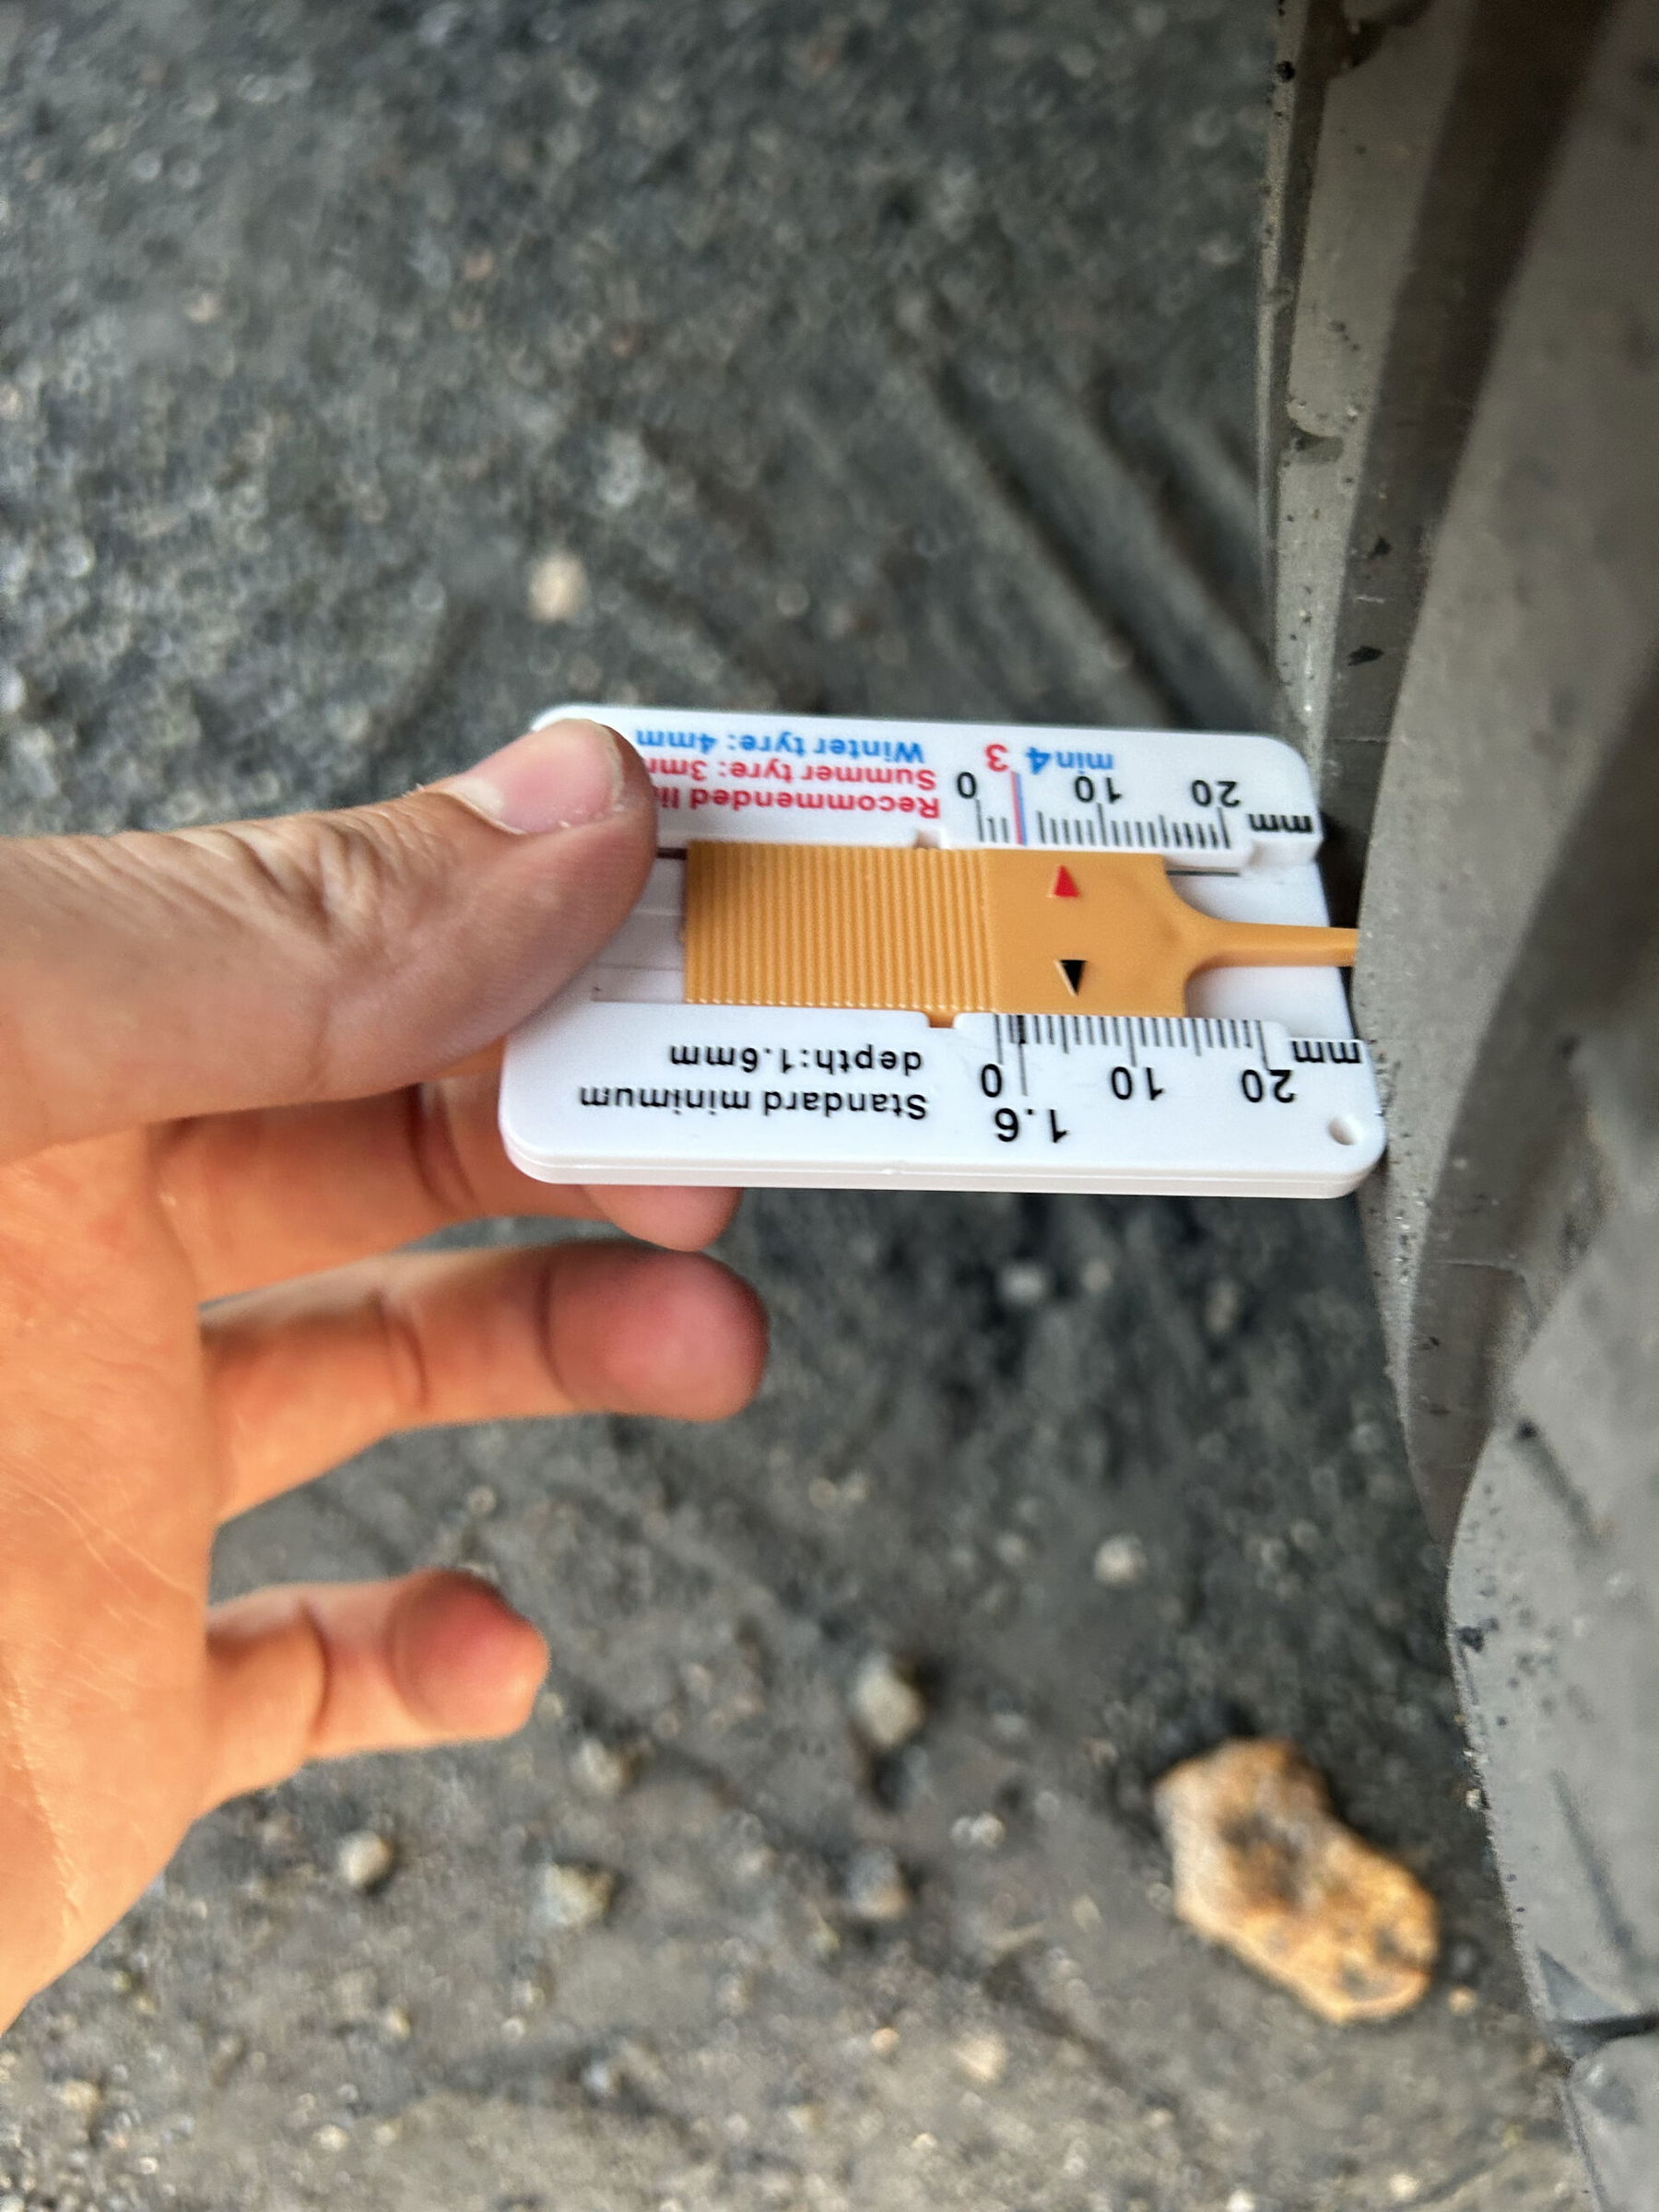 Standard minimum
depth:1.6mm
1.6
0 10 20
mm
mm
0 10 20
Recommended
Summer tyre: 3m
Winter tyre: 4mm
3 4 min